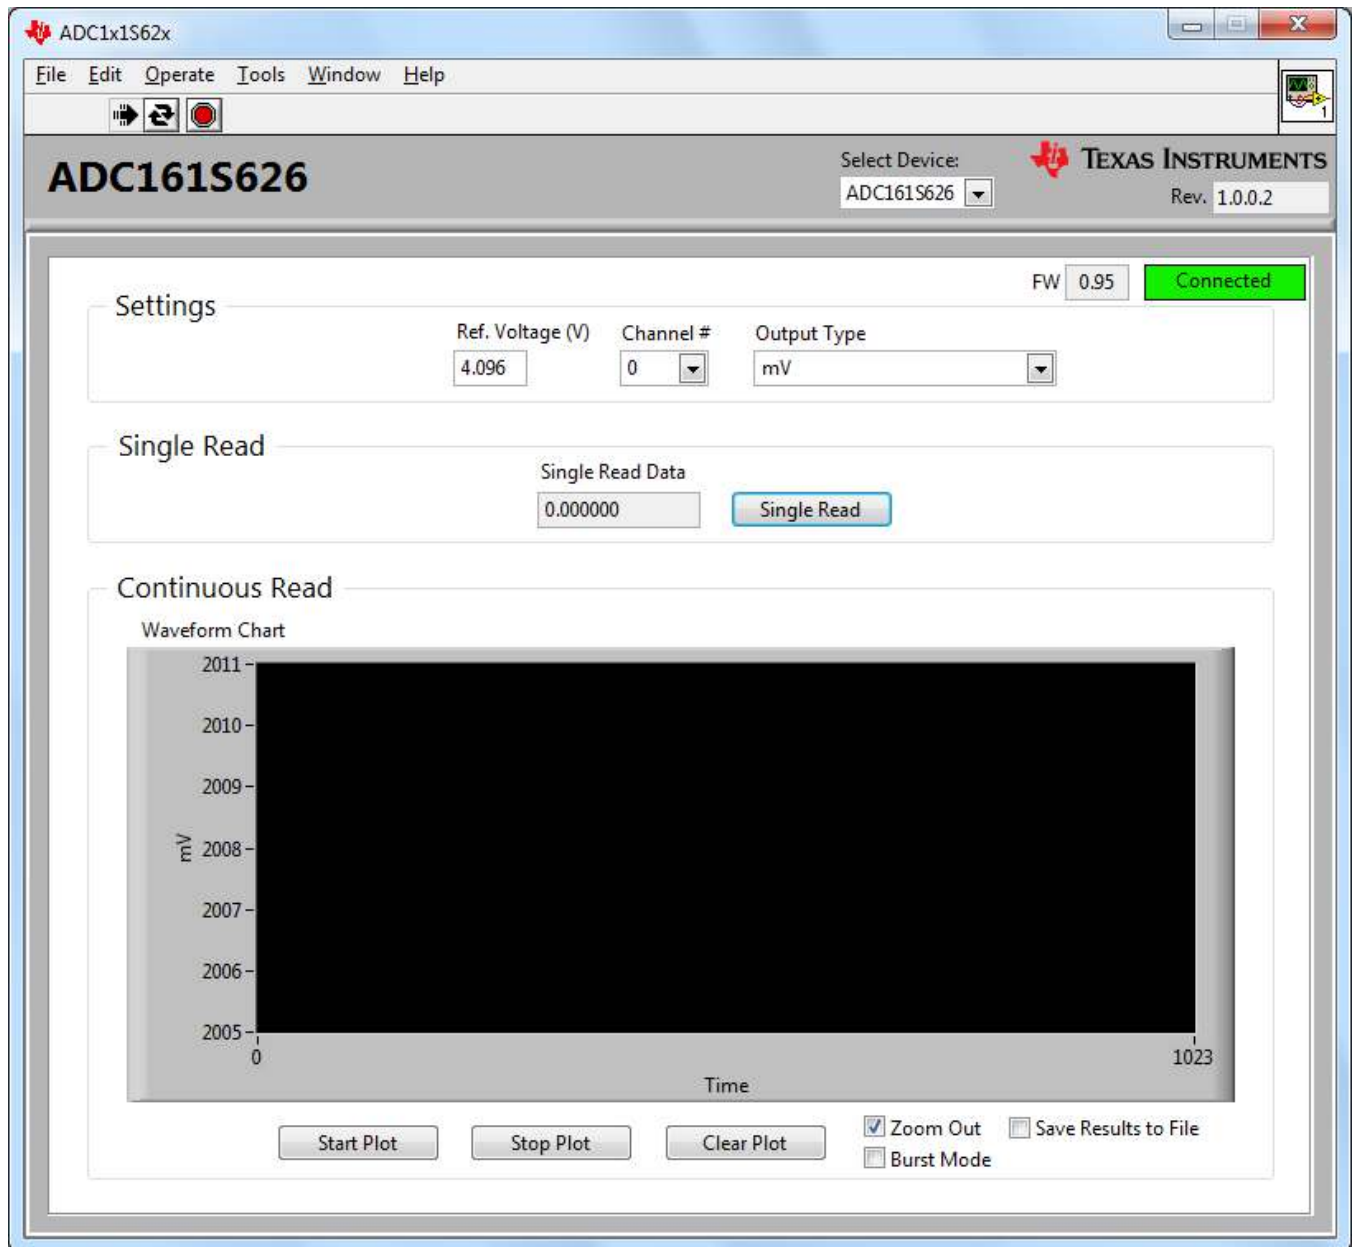 ADC1x1S62x
File Edit Operate Tools Window Help
1
ADC161S626
Select Device:
ADC161S626
TEXAS INSTRUMENTS
Rev. 1.0.0.2
FW 0.95 Connected
Settings
Ref. Voltage (V) Channel # Output Type
4.096 0 mV
Single Read
Single Read Data
0.000000 Single Read
Continuous Read
Waveform Chart
2011
2010
2009
2008
2007
2006
2005
mV
0 1023
Time
Start Plot Stop Plot Clear Plot
Zoom Out Save Results to File
Burst Mode